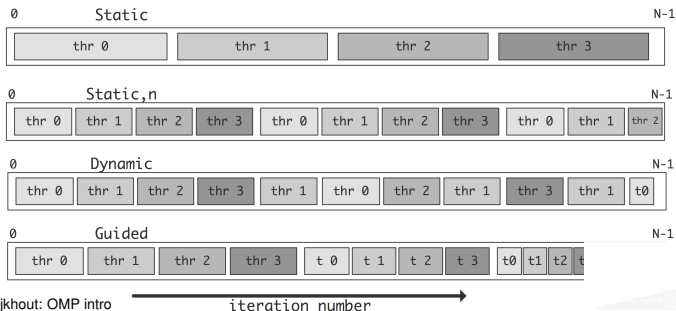 0 Static N-1
thr 0 thr 1 thr 2 thr 3
0 Static,n N-1
thr 0 thr 1 thr 2 thr 3 thr 0 thr 1 thr 2 thr 3 thr 0 thr 1 thr 2
0 Dynamic N-1
thr 0 thr 1 thr 2 thr 3 thr 1 thr 0 thr 2 thr 1 thr 3 thr 1 t0
0 Guided N-1
thr 0 thr 1 thr 2 thr 3 t 0 t 1 t 2 t 3 t0 t1 t2 t
jkhout: OMP intro iteration number